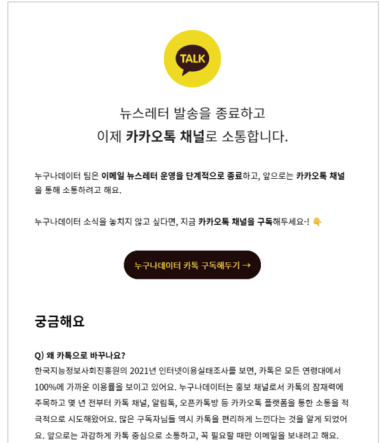 TALK
뉴스레터 발송을 종료하고
이제 카카오톡 채널로 소통합니다.
누구나데이터 팀은 이메일 뉴스레터 운영을 단계적으로 종료하고, 앞으로는 카카오톡 채널
을 통해 소통하려고 해요.
누구나데이터 소식을 놓치지 않고 싶다면, 지금 카카오톡 채널을 구독해두세요-! 👇
누구나데이터 카톡 구독해두기 →
궁금해요
Q) 왜 카톡으로 바꾸나요?
한국지능정보사회진흥원의 2021년 인터넷이용실태조사를 보면, 카톡은 모든 연령대에서
100%에 가까운 이용률을 보이고 있어요. 누구나데이터는 홍보 채널로서 카톡의 잠재력에
주목하고 몇 년 전부터 카톡 채널, 알림톡, 오픈카톡방 등 카카오톡 플랫폼을 통한 소통을 적
극적으로 시도해왔어요. 많은 구독자님들 역시 카톡을 편리하게 느낀다는 것을 알게 되었어
요. 앞으로는 과감하게 카톡 중심으로 소통하고, 꼭 필요할 때만 이메일을 보내려고 해요.